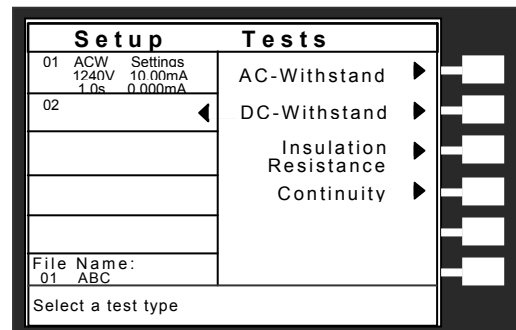 Setup Tests
01 ACW Settings
1240V 10.00mA
1.0s 0.000mA
02
File Name:
01 ABC
AC-Withstand
DC-Withstand
Insulation
Resistance
Continuity
Select a test type